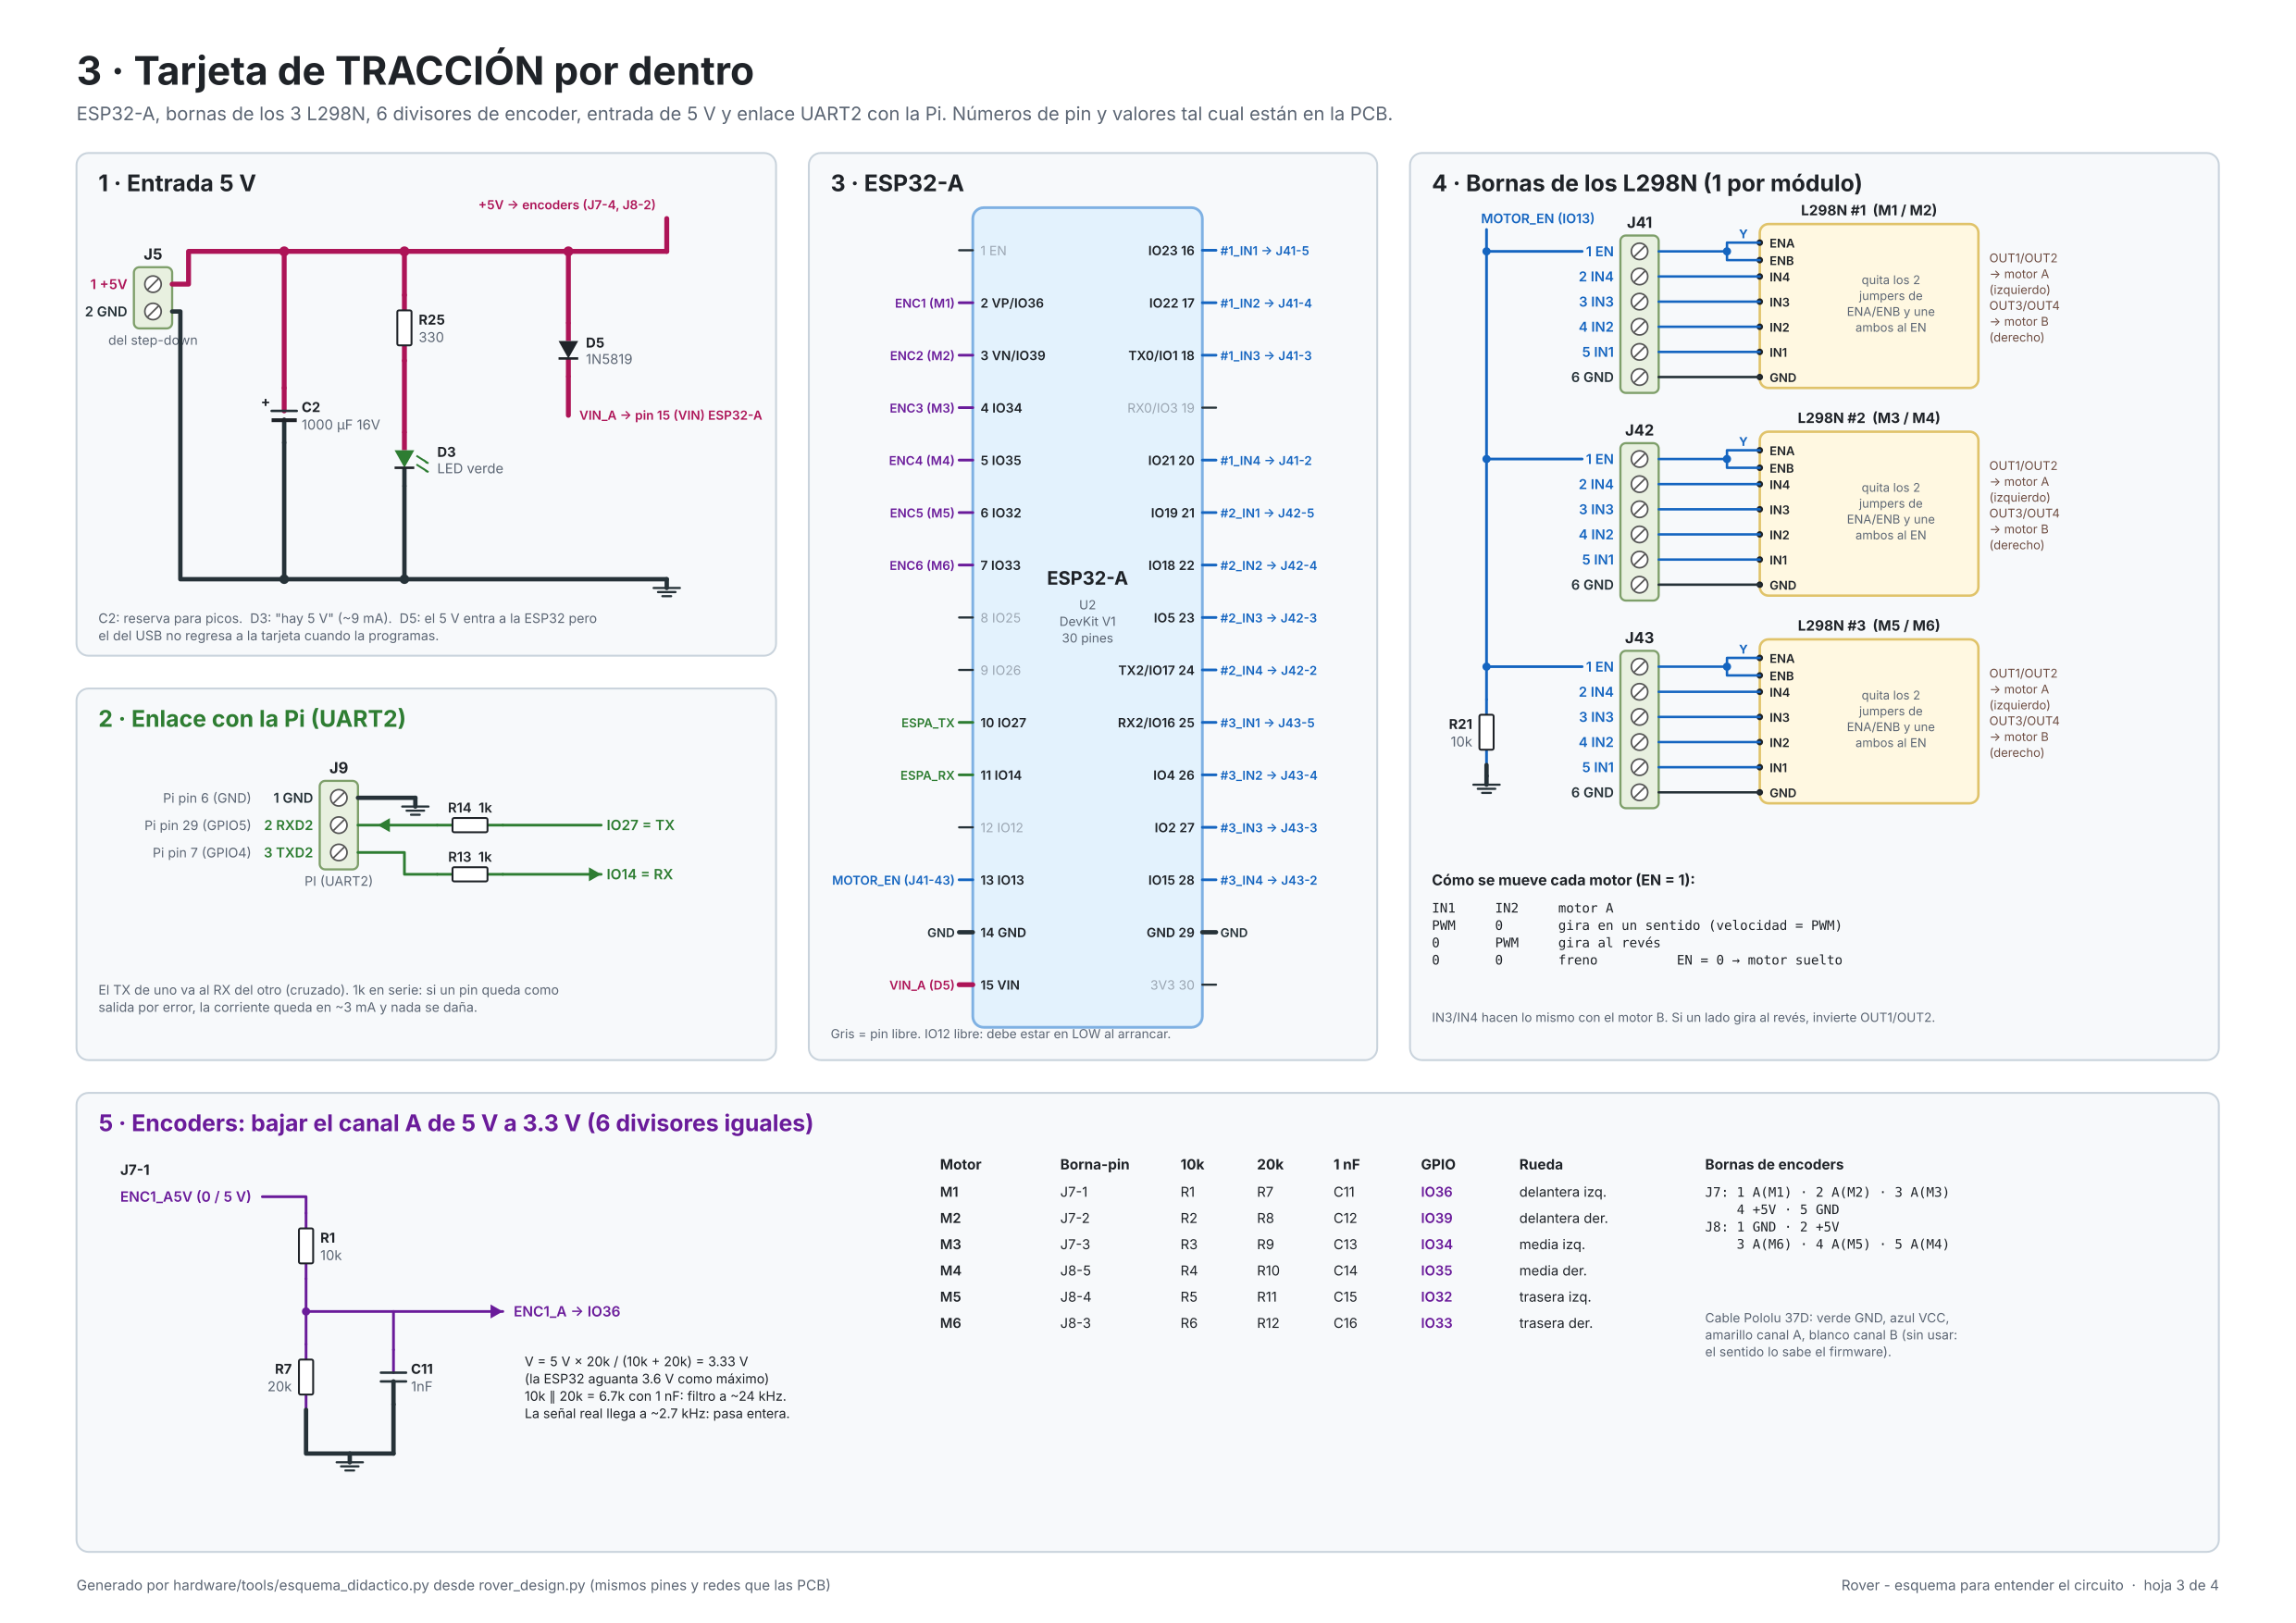 3 · Tarjeta de TRACCIÓN por dentro
ESP32-A, bornas de los 3 L298N, 6 divisores de encoder, entrada de 5 V y enlace UART2 con la Pi. Números de pin y valores tal cual están en la PCB.
1 · Entrada 5 V
+5V → encoders (J7-4, J8-2)
J5
1 +5V
2 GND
del step-down
R25
330
D5
1N5819
+
C2
1000 µF 16V
VIN_A → pin 15 (VIN) ESP32-A
D3
LED verde
C2: reserva para picos. D3: "hay 5 V" (~9 mA). D5: el 5 V entra a la ESP32 pero
el del USB no regresa a la tarjeta cuando la programas.
2 · Enlace con la Pi (UART2)
J9
Pi pin 6 (GND) 1 GND
R14 1k
Pi pin 29 (GPIO5) 2 RXD2 IO27 = TX
Pi pin 7 (GPIO4) 3 TXD2
R13 1k
IO14 = RX
PI (UART2)
El TX de uno va al RX del otro (cruzado). 1k en serie: si un pin queda como
salida por error, la corriente queda en ~3 mA y nada se daña.
3 · ESP32-A
1 EN IO23 16 #1_IN1 → J41-5
ENC1 (M1) 2 VP/IO36 IO22 17 #1_IN2 → J41-4
ENC2 (M2) 3 VN/IO39 TX0/IO1 18 #1_IN3 → J41-3
ENC3 (M3) 4 IO34 RX0/IO3 19
ENC4 (M4) 5 IO35 IO21 20 #1_IN4 → J41-2
ENC5 (M5) 6 IO32 IO19 21 #2_IN1 → J42-5
ENC6 (M6) 7 IO33 IO18 22 #2_IN2 → J42-4
ESP32-A
U2
DevKit V1
30 pines
8 IO25 IO5 23 #2_IN3 → J42-3
9 IO26 TX2/IO17 24 #2_IN4 → J42-2
ESPA_TX 10 IO27 RX2/IO16 25 #3_IN1 → J43-5
ESPA_RX 11 IO14 IO4 26 #3_IN2 → J43-4
12 IO12 IO2 27 #3_IN3 → J43-3
MOTOR_EN (J41-43) 13 IO13 IO15 28 #3_IN4 → J43-2
GND 14 GND GND 29 GND
VIN_A (D5) 15 VIN 3V3 30
Gris = pin libre. IO12 libre: debe estar en LOW al arrancar.
4 · Bornas de los L298N (1 por módulo)
MOTOR_EN (IO13)
J41
L298N #1 (M1 / M2)
Y
1 EN
2 IN4
3 IN3
4 IN2
5 IN1
6 GND
ENA
ENB
IN4
IN3
IN2
IN1
GND
quita los 2
jumpers de
ENA/ENB y une
ambos al EN
OUT1/OUT2
→ motor A
(izquierdo)
OUT3/OUT4
→ motor B
(derecho)
J42
L298N #2 (M3 / M4)
Y
1 EN
2 IN4
3 IN3
4 IN2
5 IN1
6 GND
ENA
ENB
IN4
IN3
IN2
IN1
GND
quita los 2
jumpers de
ENA/ENB y une
ambos al EN
OUT1/OUT2
→ motor A
(izquierdo)
OUT3/OUT4
→ motor B
(derecho)
J43
L298N #3 (M5 / M6)
Y
1 EN
2 IN4
3 IN3
4 IN2
5 IN1
6 GND
ENA
ENB
IN4
IN3
IN2
IN1
GND
quita los 2
jumpers de
ENA/ENB y une
ambos al EN
OUT1/OUT2
→ motor A
(izquierdo)
OUT3/OUT4
→ motor B
(derecho)
R21
10k
Cómo se mueve cada motor (EN = 1):
IN1 IN2 motor A
PWM 0 gira en un sentido (velocidad = PWM)
0 PWM gira al revés
0 0 freno EN = 0 → motor suelto
IN3/IN4 hacen lo mismo con el motor B. Si un lado gira al revés, invierte OUT1/OUT2.
5 · Encoders: bajar el canal A de 5 V a 3.3 V (6 divisores iguales)
J7-1
ENC1_A5V (0 / 5 V)
R1
10k
ENC1_A → IO36
R7
20k
C11
1nF
V = 5 V × 20k / (10k + 20k) = 3.33 V
(la ESP32 aguanta 3.6 V como máximo)
10k ∥ 20k = 6.7k con 1 nF: filtro a ~24 kHz.
La señal real llega a ~2.7 kHz: pasa entera.
Motor Borna-pin 10k 20k 1 nF GPIO Rueda
M1 J7-1 R1 R7 C11 IO36 delantera izq.
M2 J7-2 R2 R8 C12 IO39 delantera der.
M3 J7-3 R3 R9 C13 IO34 media izq.
M4 J8-5 R4 R10 C14 IO35 media der.
M5 J8-4 R5 R11 C15 IO32 trasera izq.
M6 J8-3 R6 R12 C16 IO33 trasera der.
Bornas de encoders
J7: 1 A(M1) · 2 A(M2) · 3 A(M3)
4 +5V · 5 GND
J8: 1 GND · 2 +5V
3 A(M6) · 4 A(M5) · 5 A(M4)
Cable Pololu 37D: verde GND, azul VCC,
amarillo canal A, blanco canal B (sin usar:
el sentido lo sabe el firmware).
Generado por hardware/tools/esquema_didactico.py desde rover_design.py (mismos pines y redes que las PCB)
Rover - esquema para entender el circuito · hoja 3 de 4